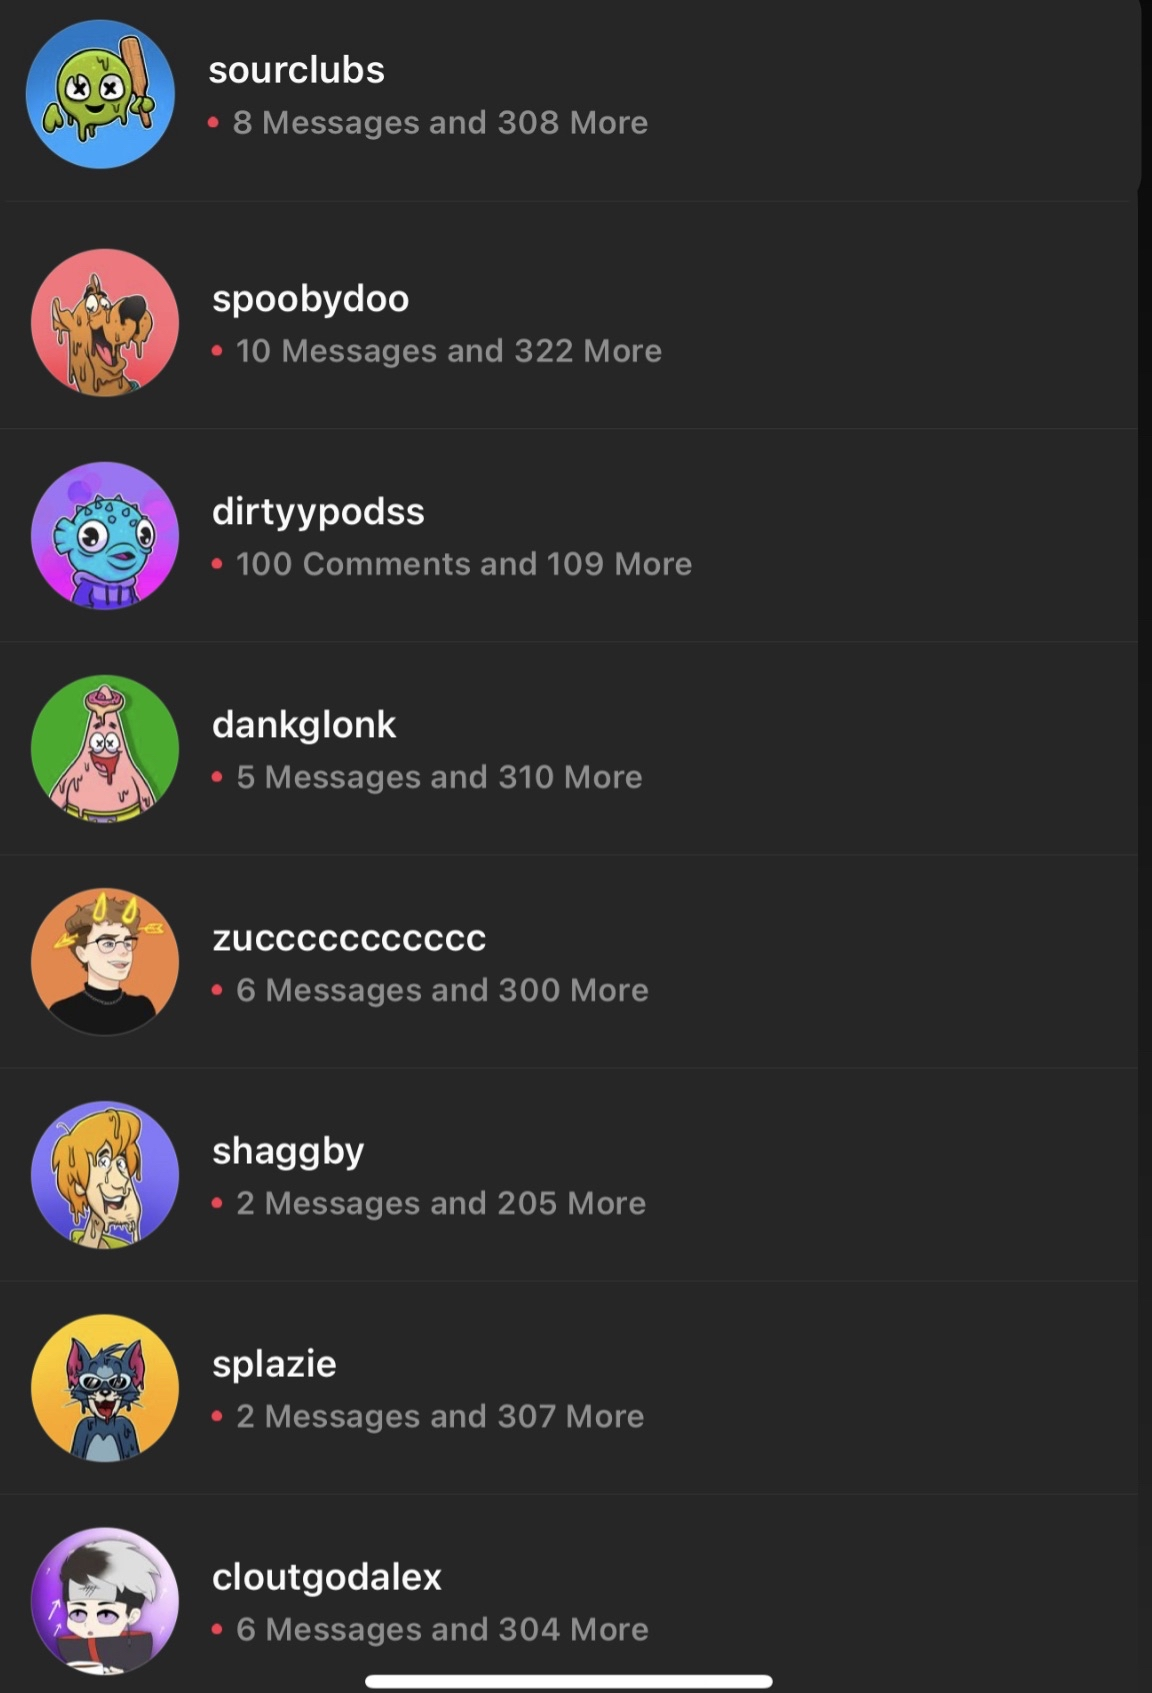 sourclubs
8 Messages and 308 More
spoobydoo
10 Messages and 322 More
dirtyypodss
100 Comments and 109 More
dankglonk
5 Messages and 310 More
zuccccccccccc
6 Messages and 300 More
shaggby
2 Messages and 205 More
splazie
2 Messages and 307 More
cloutgodalex
6 Messages and 304 More